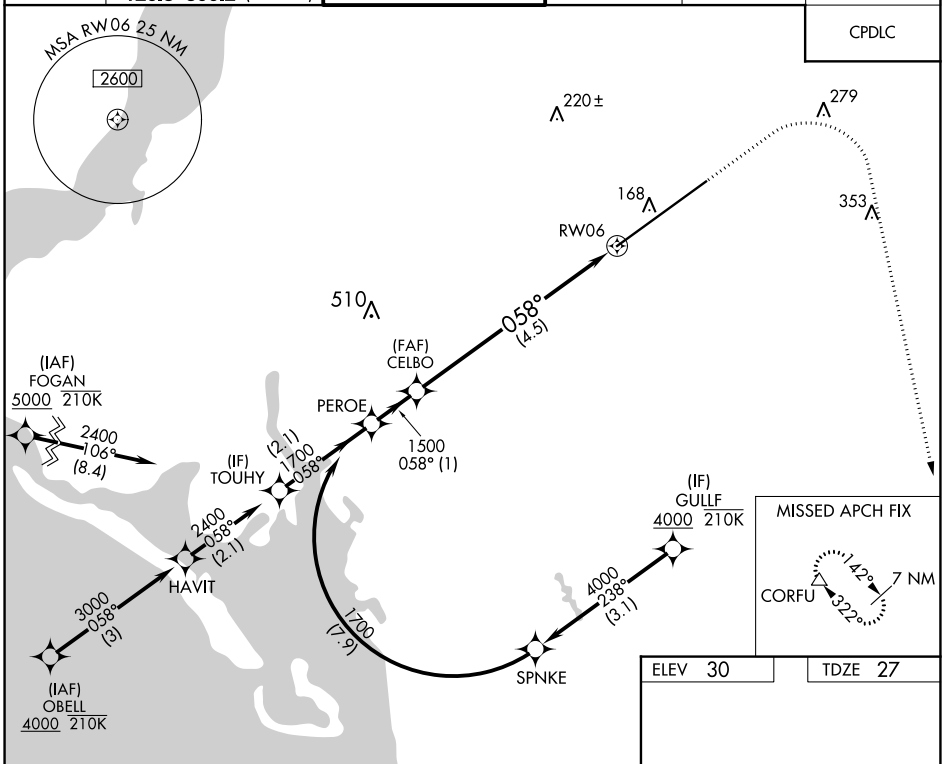 CPDLC
MSA RW06 25 NM
2600
220±
279
168
353
RW06
510
058°
(4.5)
(FAF)
CELBO
(IAF)
FOGAN
5000 210K
PEROE
2400
106°
(8.4)
(2.1)
1700
058°
1500
058° (1)
(IF)
TOUHY
(IF)
GULLF
4000 210K
2400
058°
(2.1)
MISSED APCH FIX
HAVIT
4000
238°
(3.1)
142°
7 NM
CORFU
322°
3000
058°
(3)
1700
(7.9)
SPNKE
(IAF)
OBELL
4000 210K
ELEV 30
TDZE 27